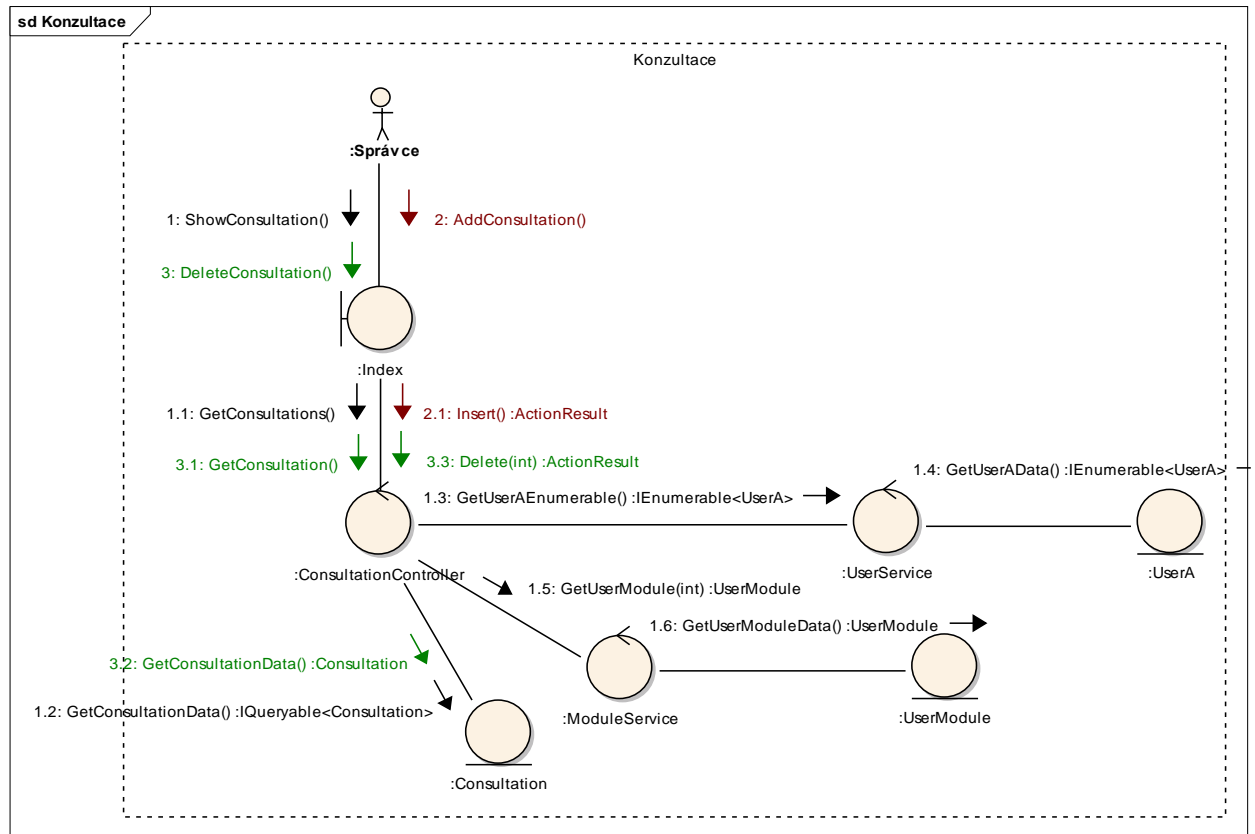 sd Konzultace
Konzultace
:Správce
1: ShowConsultation()
2: AddConsultation()
3: DeleteConsultation()
:Index
1.1: GetConsultations()
2.1: Insert() :ActionResult
3.1: GetConsultation()
3.3: Delete(int) :ActionResult
1.4: GetUserAData() :IEnumerable<UserA>
1.3: GetUserAEnumerable() :IEnumerable<UserA>
:ConsultationController
:UserService
:UserA
1.5: GetUserModule(int) :UserModule
1.6: GetUserModuleData() :UserModule
3.2: GetConsultationData() :Consultation
1.2: GetConsultationData() :IQueryable<Consultation>
:ModuleService
:UserModule
:Consultation